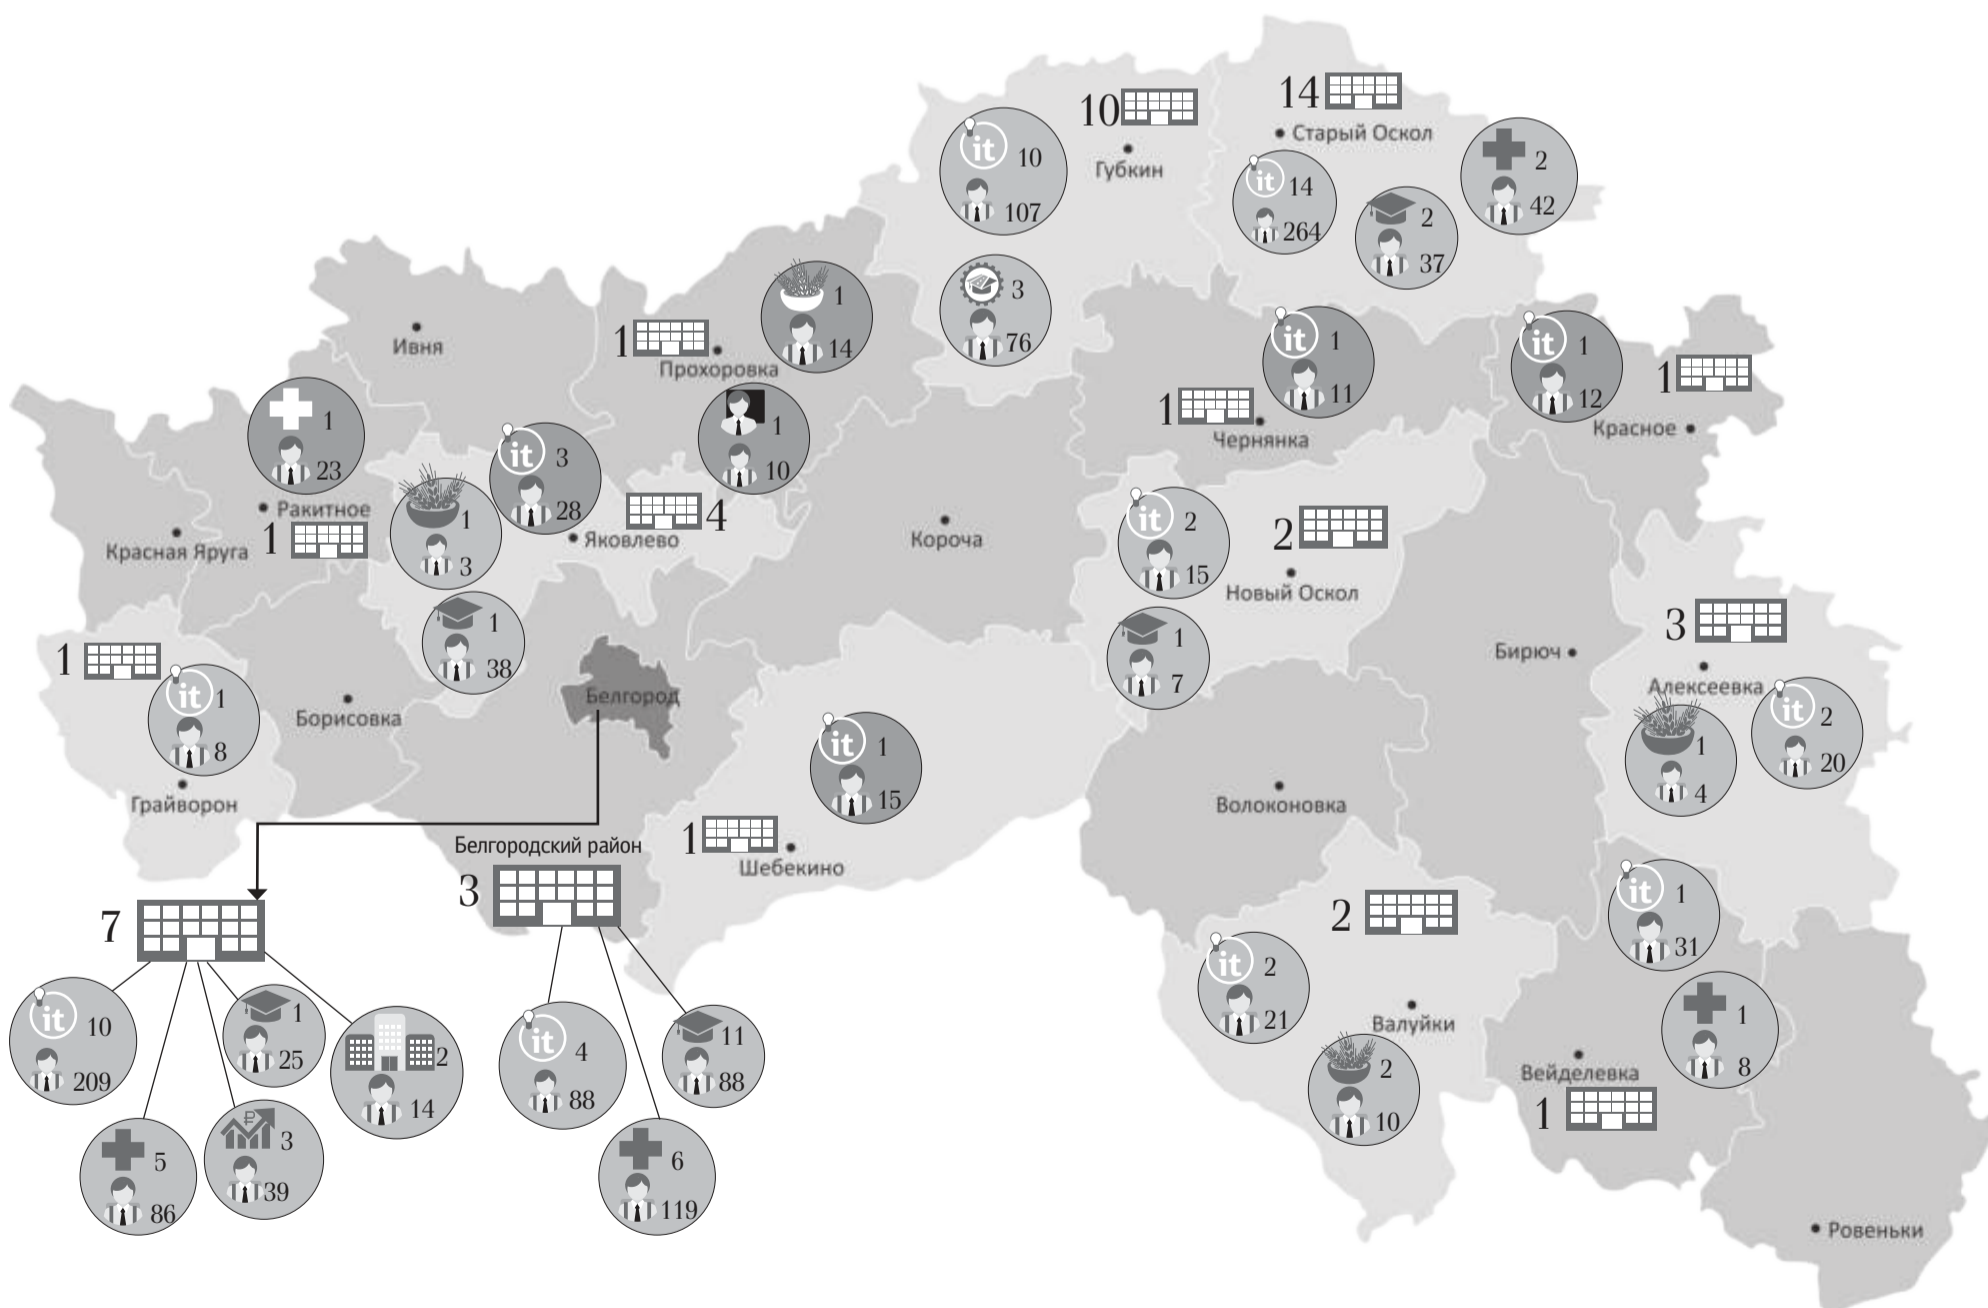 10
Губкин
it 10
107
3
76
14
Старый Оскол
it 14
264
2
37
2
42
Ивня
1
Прохоровка
1
14
1
10
1
23
Ракитное
1
Красная Яруга
it 3
28
1
3
1
38
Яковлево
4
Короча
it 1
11
1
Чернянка
it 1
12
1
Красное
it 2
15
1
7
2
Новый Оскол
Бирюч
3
Алексеевка
1
4
it 2
20
1
it 1
8
Грайворон
Борисовка
Белгород
it 1
15
1
Шебекино
Волоконовка
2
it 2
21
Валуйки
2
10
it 1
31
1
8
Вейделевка
1
Ровеньки
Белгородский район
3
it 4
88
6
119
11
88
7
it 10
209
5
86
1
25
₽
3
39
2
14